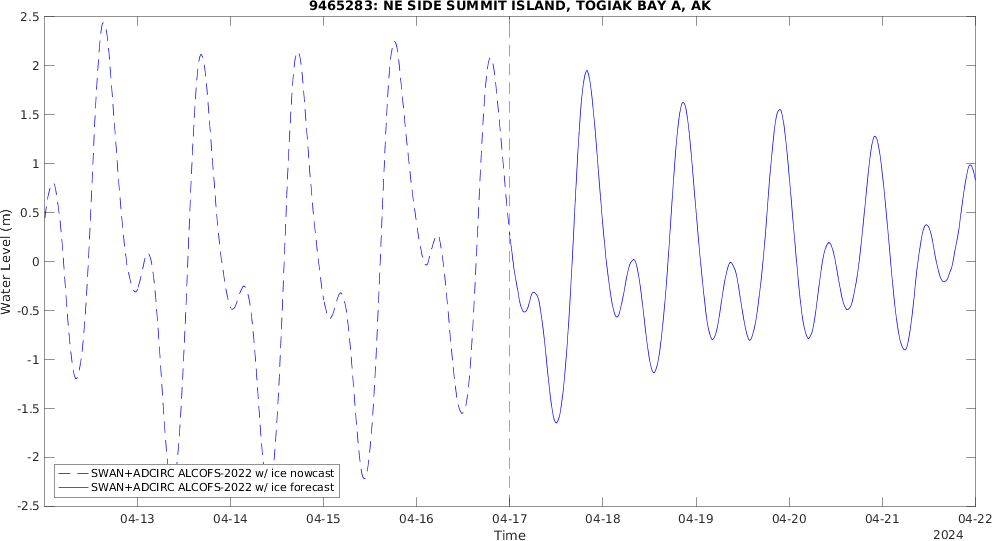 9465283: NE SIDE SUMMIT ISLAND, TOGIAK BAY A, AK
2.5
2
1.5
1
0.5
0
-0.5
-1
-1.5
-2
-2.5
Water Level (m)
SWAN+ADCIRC ALCOFS-2022 w/ ice nowcast
SWAN+ADCIRC ALCOFS-2022 w/ ice forecast
04-13 04-14 04-15 04-16 04-17 04-18 04-19 04-20 04-21 04-22
Time
2024